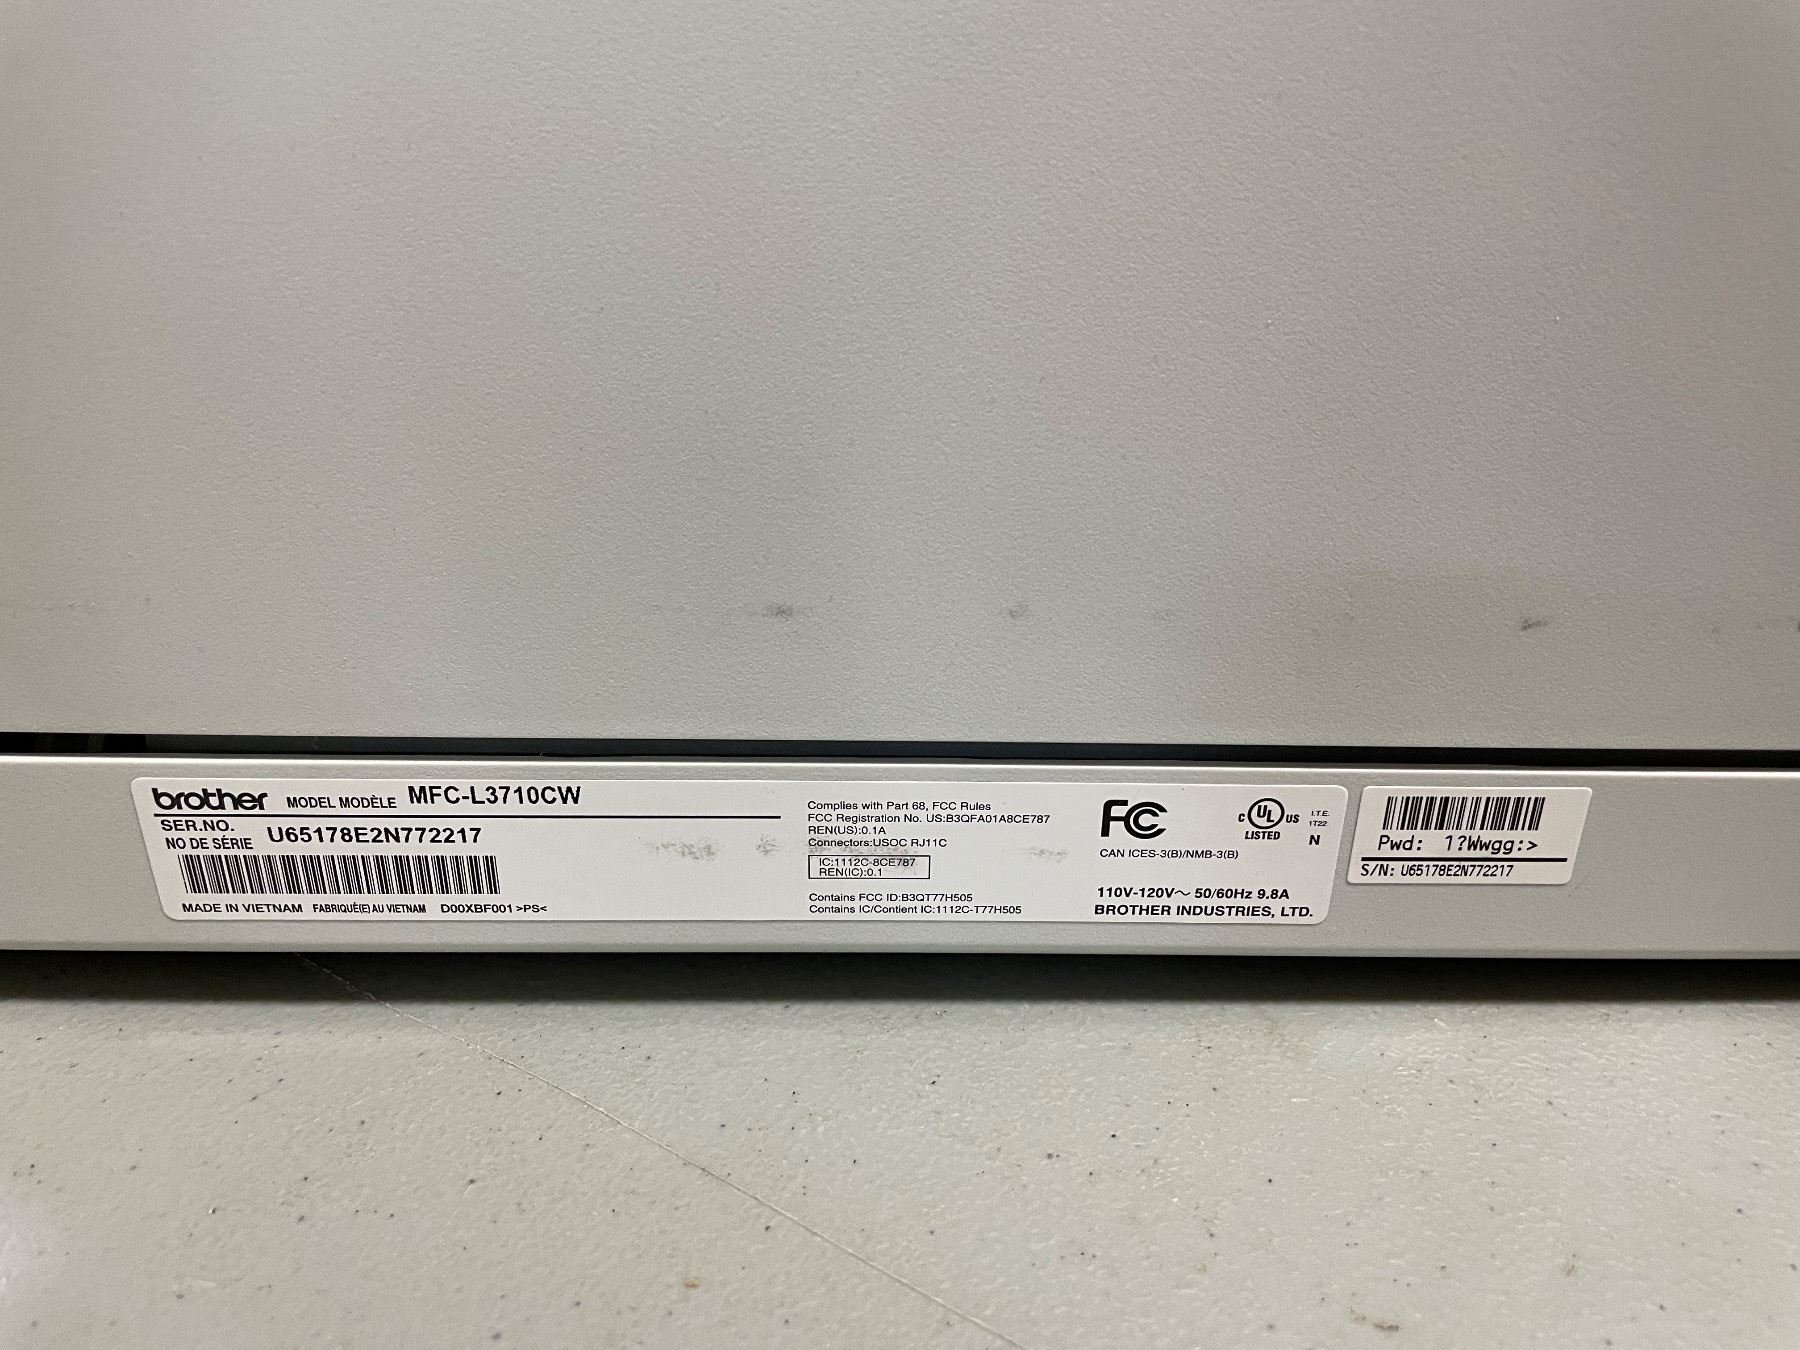 brother MODEL MODÈLE MFC-L3710CW
SER.NO.
NO DE SÉRIE U65178E2N772217
MADE IN VIETNAM FABRIQUÉ(E) AU VIETNAM D00XBF001 >PS<
Complies with Part 68, FCC Rules
FCC Registration No. US:B3QFA01A8CE787
REN(US):0.1A
Connectors:USOC RJ11C
IC:1112C-8CE787
REN(IC):0.1
Contains FCC ID:B3QT77H505
Contains IC/Contient IC:1112C-T77H505
FC
CAN ICES-3(B)/NMB-3(B)
C UL US
LISTED
I.T.E.
1T22
N
110V-120V～ 50/60Hz 9.8A
BROTHER INDUSTRIES, LTD.
Pwd: 1?Wwgg:>
S/N: U65178E2N772217